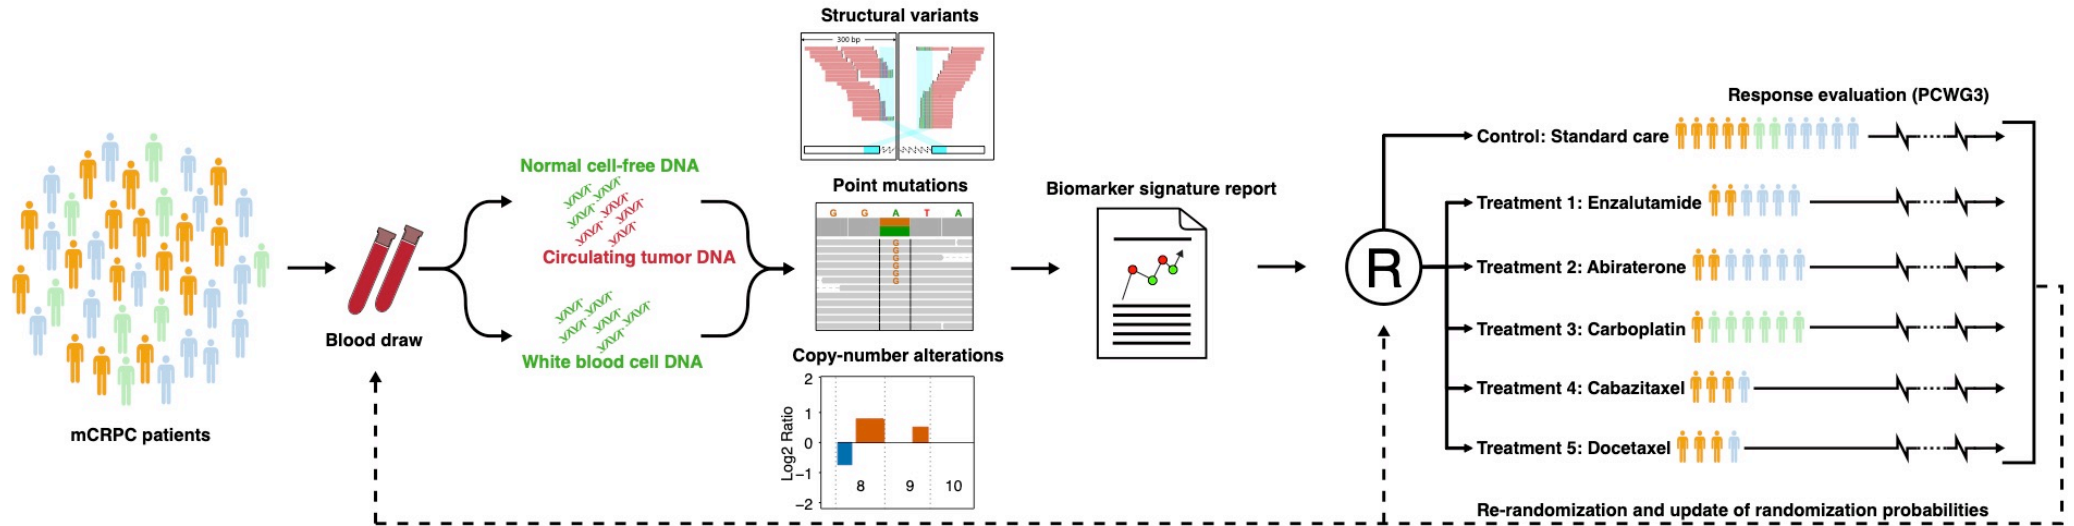 Structural variants
300 bp
Normal cell-free DNA
Circulating tumor DNA
White blood cell DNA
Point mutations
G G A T A
G
G
G
G
G
G
Copy-number alterations
Log2 Ratio
2
1
0
−1
−2
8 9 10
mCRPC patients
Blood draw
Biomarker signature report
R
Response evaluation (PCWG3)
Control: Standard care
Treatment 1: Enzalutamide
Treatment 2: Abiraterone
Treatment 3: Carboplatin
Treatment 4: Cabazitaxel
Treatment 5: Docetaxel
Re-randomization and update of randomization probabilities